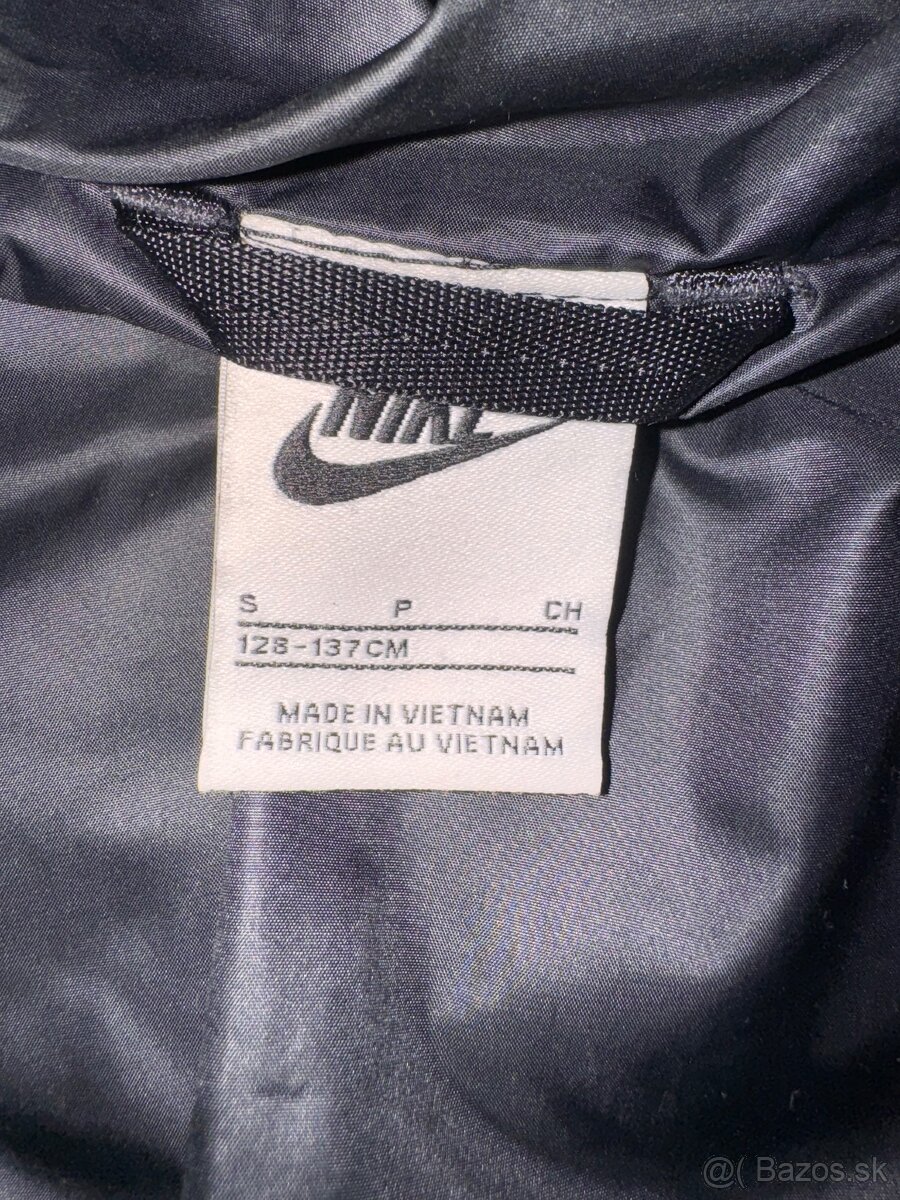 NIKE
S P CH
128-137CM
MADE IN VIETNAM
FABRIQUE AU VIETNAM
@( Bazos.sk